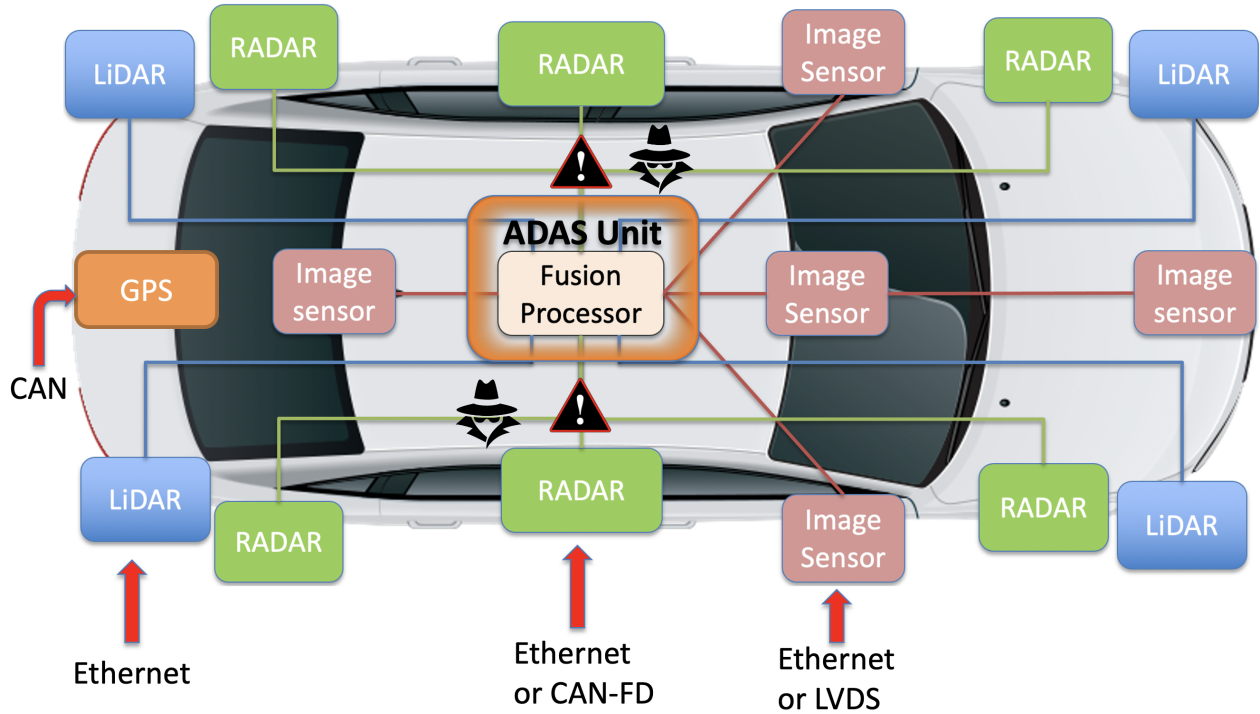 LiDAR
RADAR
RADAR
Image
Sensor
RADAR
LiDAR
!
ADAS Unit
Fusion
Processor
GPS
Image
sensor
Image
Sensor
Image
sensor
CAN
!
LiDAR
RADAR
RADAR
Image
Sensor
RADAR
LiDAR
Ethernet
Ethernet
or CAN-FD
Ethernet
or LVDS